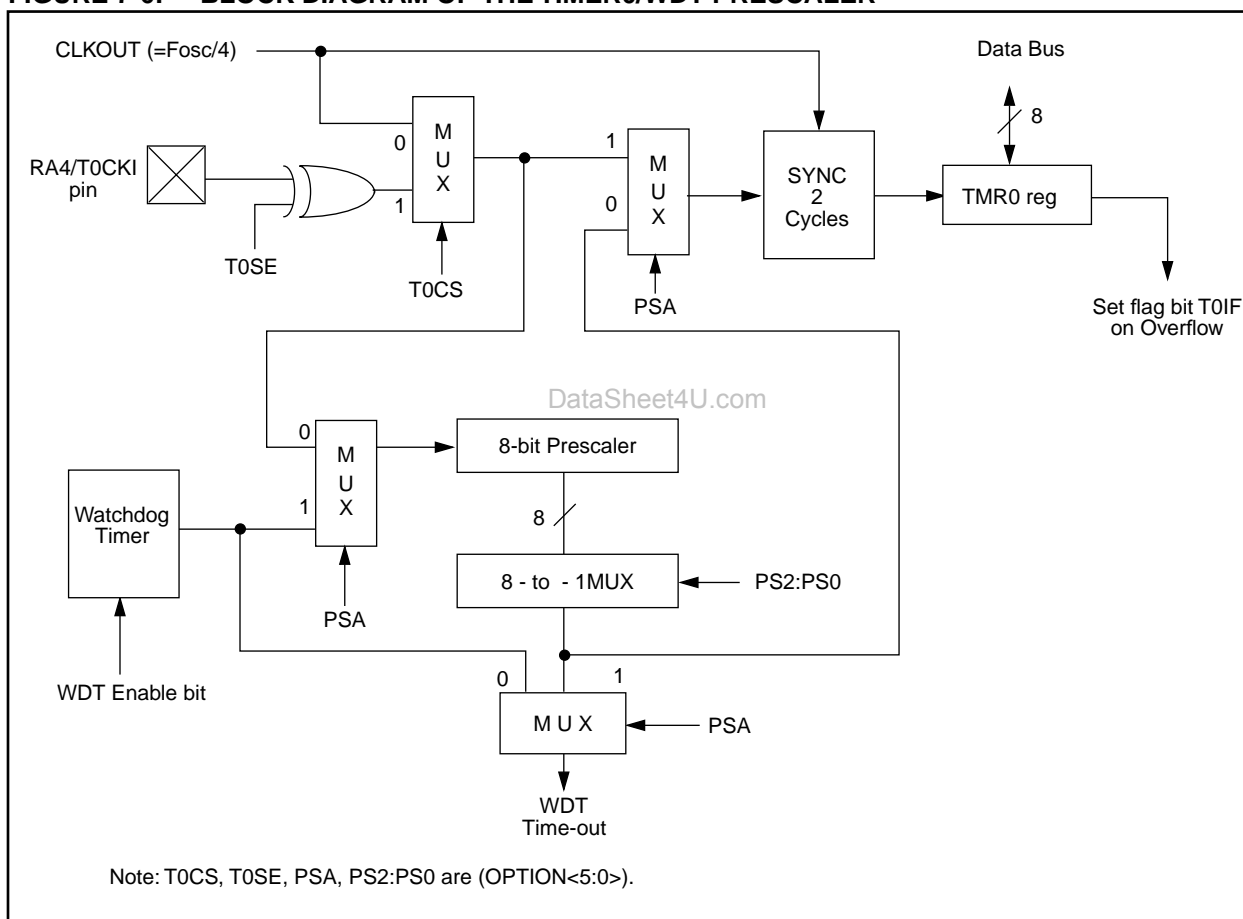 CLKOUT (=Fosc/4)
Data Bus
8
RA4/T0CKI
pin
0
1
M
U
X
T0SE
T0CS
1
0
M
U
X
PSA
SYNC
2
Cycles
TMR0 reg
Set flag bit T0IF
on Overflow
DataSheet4U.com
0
1
M
U
X
8-bit Prescaler
Watchdog
Timer
8
8 - to - 1MUX
PS2:PS0
PSA
WDT Enable bit
0
1
M U X
PSA
WDT
Time-out
Note: T0CS, T0SE, PSA, PS2:PS0 are (OPTION<5:0>).